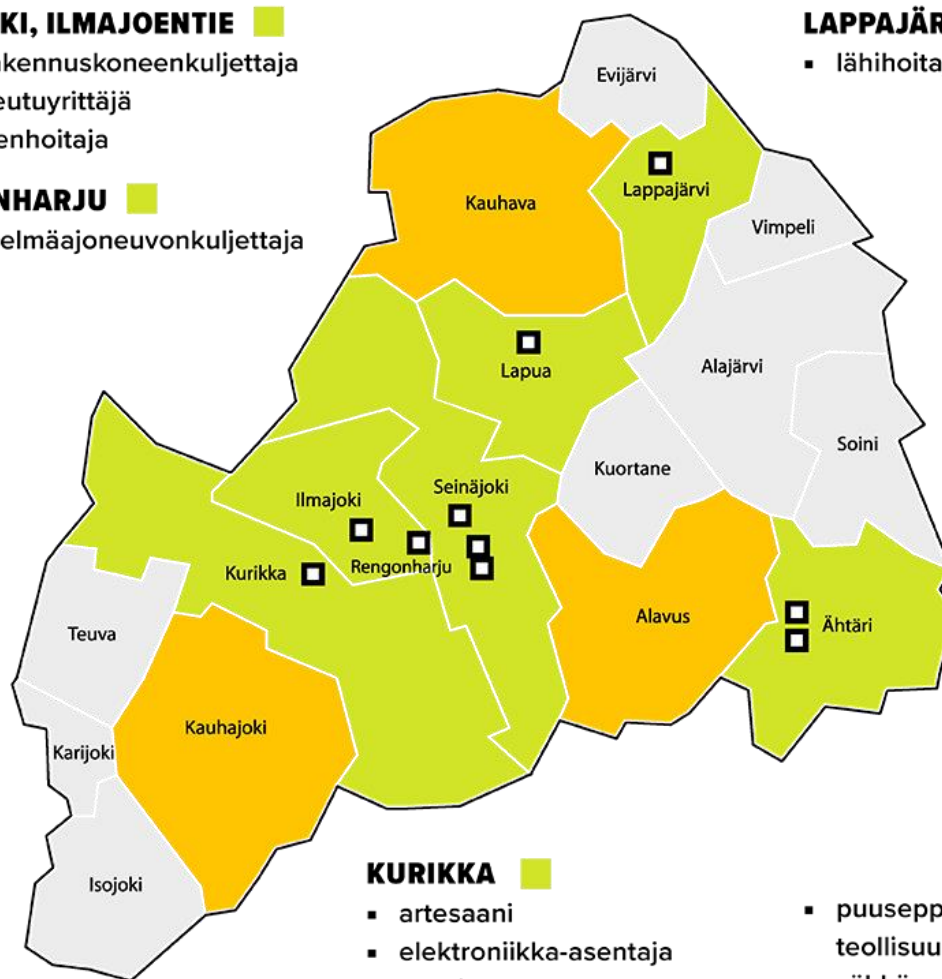 KI, ILMAJOENTIE
kennuskoneenkuljettaja
eutuyrittäjä
enhoitaja
NHARJU
elmäajoneuvonkuljettaja
LAPPAJÄR
▪ lähihoita
Evijärvi
Kauhava
Lappajärvi
Vimpeli
Lapua
Alajärvi
Soini
Kuortane
Seinäjoki
Ilmajoki
Rengonharju
Kurikka
Teuva
Alavus
Ähtäri
Kauhajoki
Karijoki
Isojoki
KURIKKA
▪ artesaani
▪ elektroniikka-asentaja
▪ puusepp
teollisuu